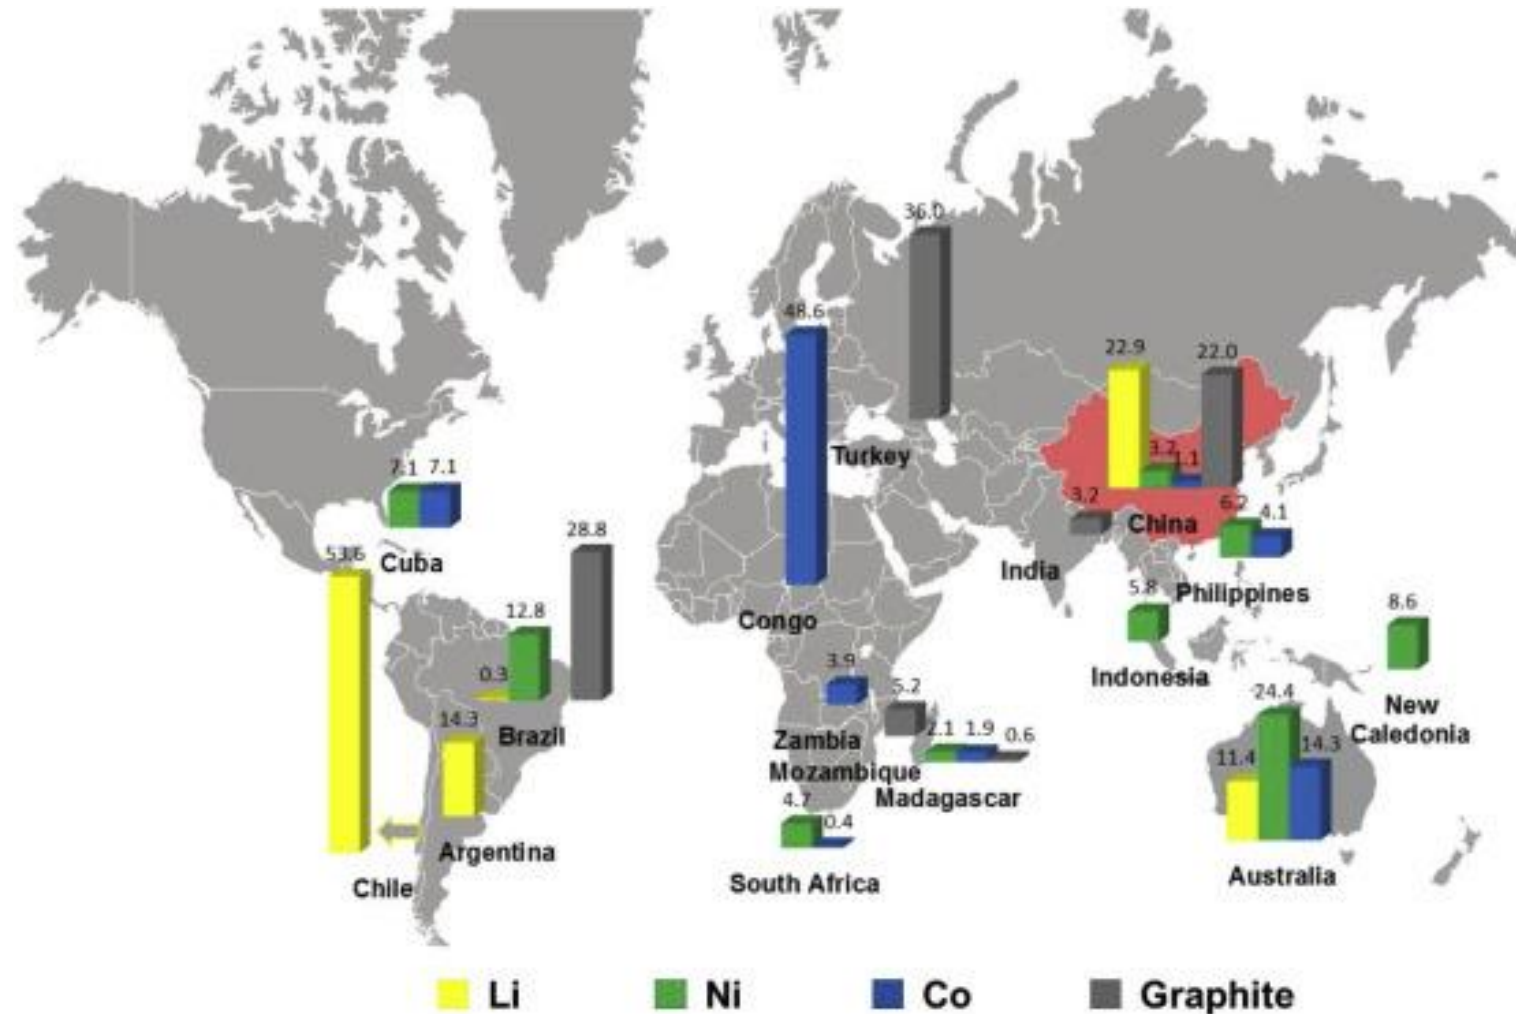 36.0
48.6
22.9
22.0
Turkey
3.2
1.1
7.1 7.1
3.2
6.2
China
4.1
28.8
53.6
Cuba
India
5.8
Philippines
12.8
Congo
8.6
0.3
3.9
Indonesia
5.2
24.4
New
Caledonia
14.3
Brazil
Zambia
2.1 1.9 0.6
11.4
14.3
Mozambique
Madagascar
4.7
0.4
Argentina
Australia
Chile
South Africa
Li
Ni
Co
Graphite